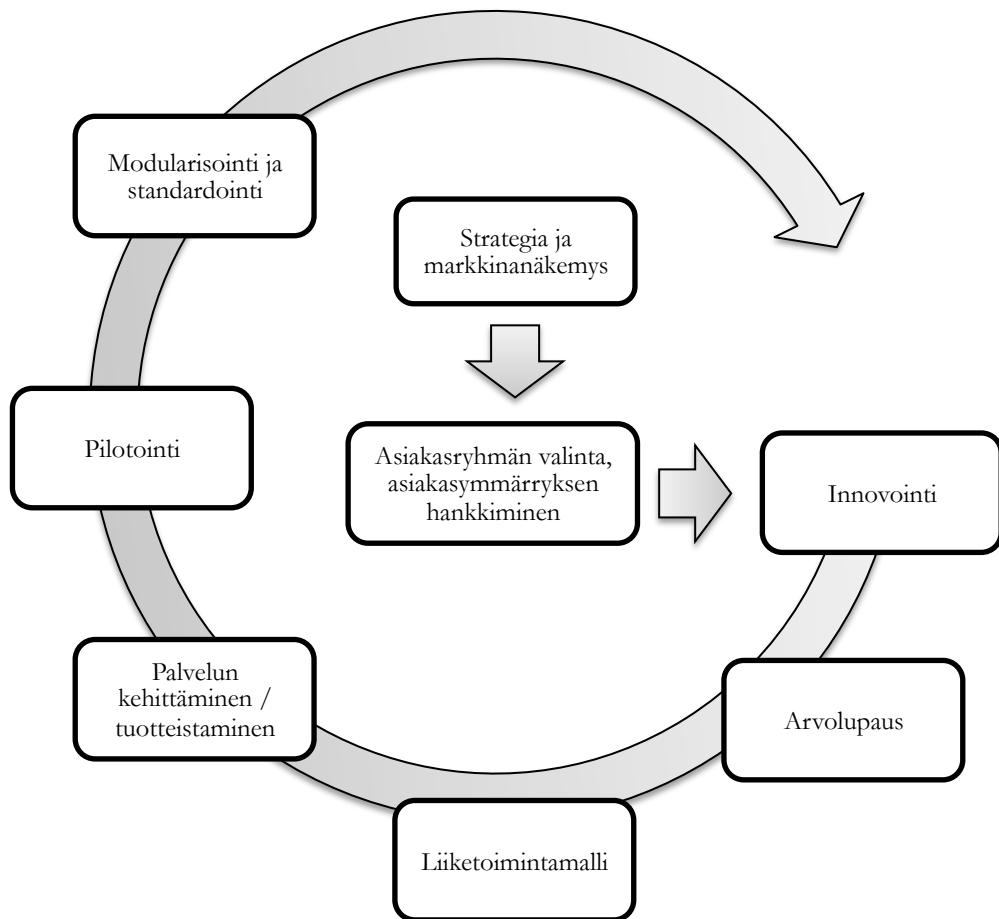 Strategia ja
markkinanäkemys
Asiakasryhmän valinta,
asiakasymmärryksen
hankkiminen
Innovointi
Arvolupaus
Liiketoimintamalli
Palvelun
kehittäminen /
tuotteistaminen
Pilotointi
Modularisointi ja
standardointi